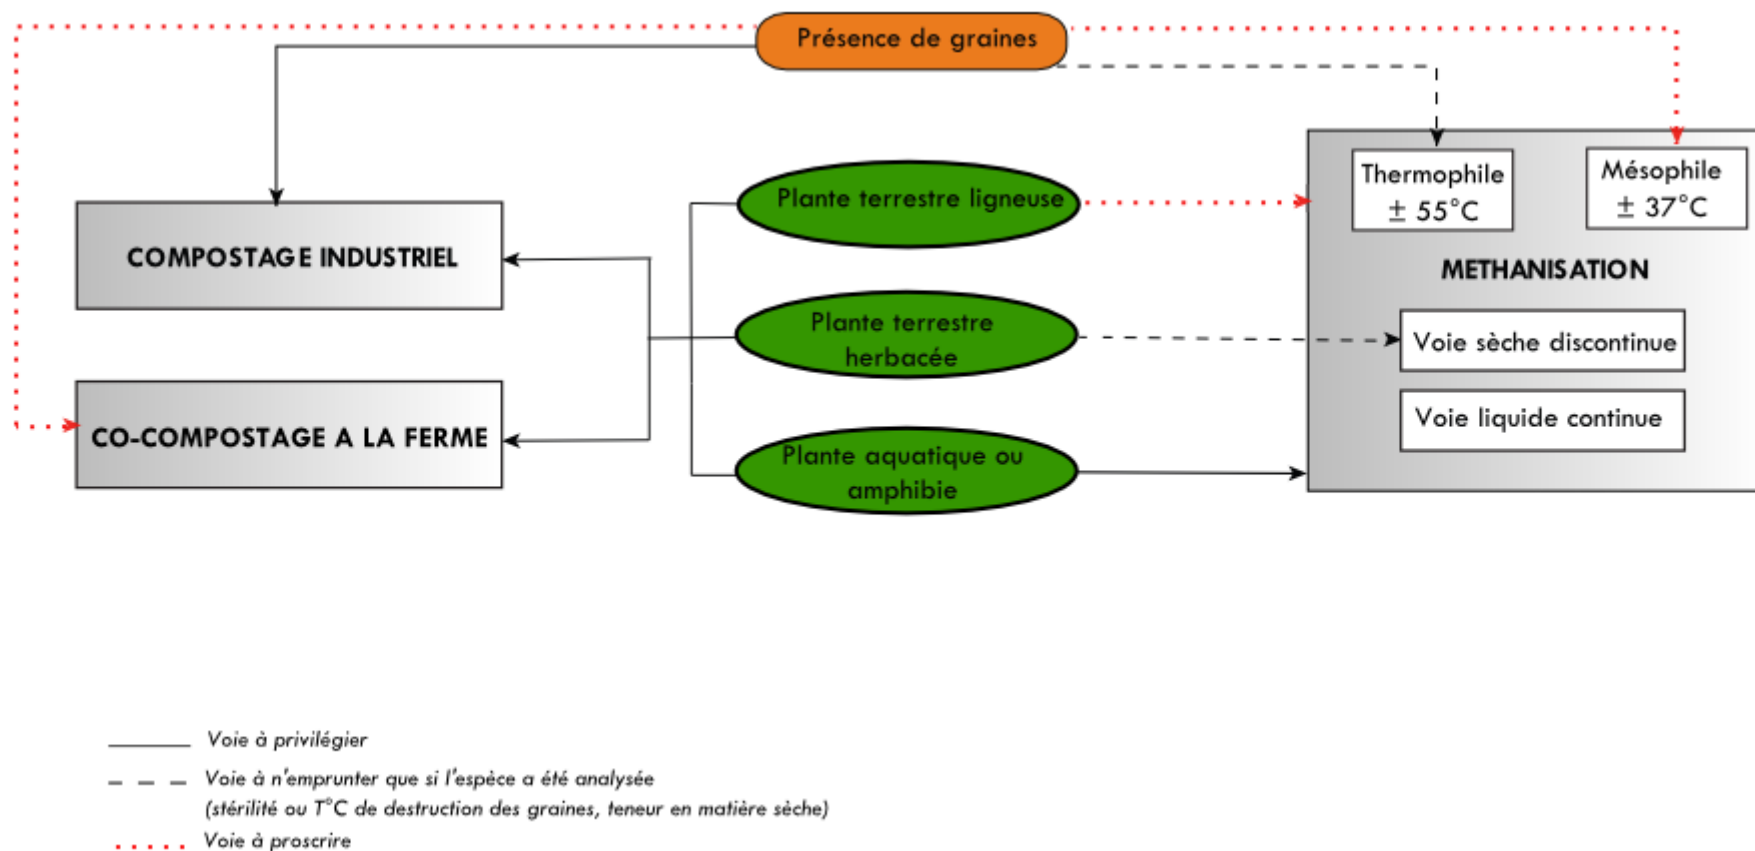 Présence de graines
Thermophile
± 55°C
Mésophile
± 37°C
Plante terrestre ligneuse
COMPOSTAGE INDUSTRIEL
METHANISATION
Plante terrestre
herbacée
Voie sèche discontinue
Voie liquide continue
CO-COMPOSTAGE A LA FERME
Plante aquatique ou
amphibie
Voie à privilégier
Voie à n'emprunter que si l'espèce a été analysée
(stérilité ou T°C de destruction des graines, teneur en matière sèche)
Voie à proscrire